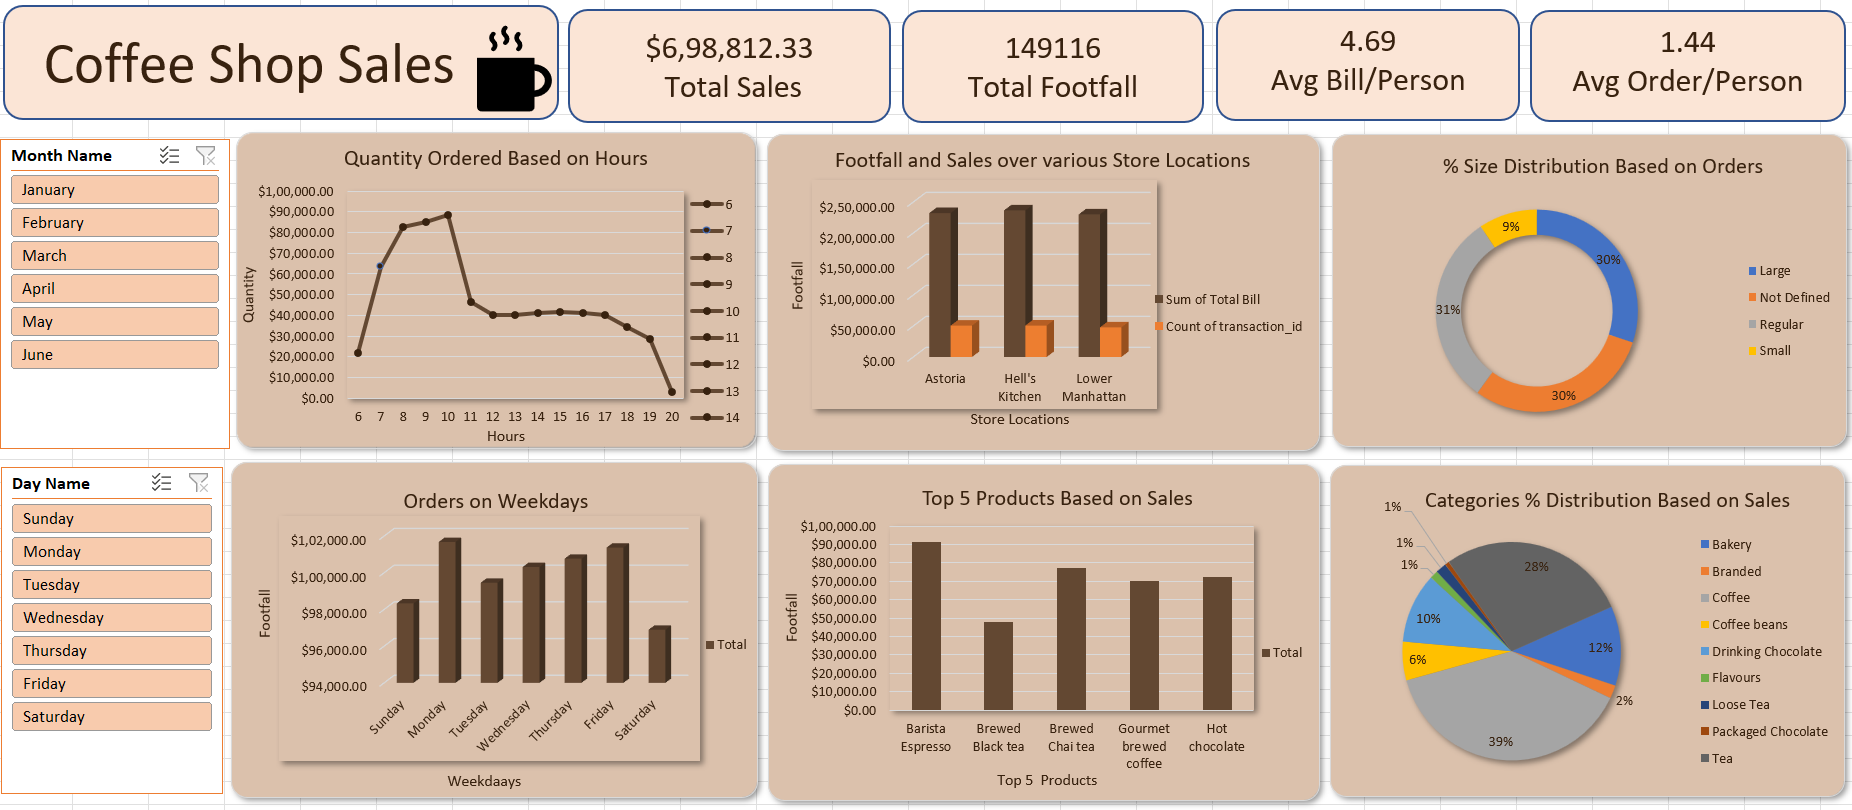 Coffee Shop Sales
$6,98,812.33
Total Sales
149116
Total Footfall
4.69
Avg Bill/Person
1.44
Avg Order/Person
Month Name
January
February
March
April
May
June
Quantity Ordered Based on Hours
Quantity
$1,00,000.00
$90,000.00
$80,000.00
$70,000.00
$60,000.00
$50,000.00
$40,000.00
$30,000.00
$20,000.00
$10,000.00
$0.00
6 7 8 9 10 11 12 13 14 15 16 17 18 19 20
Hours
6
7
8
9
10
11
12
13
14
Footfall and Sales over various Store Locations
Footfall
$2,50,000.00
$2,00,000.00
$1,50,000.00
$1,00,000.00
$50,000.00
$0.00
Astoria
Hell's
Kitchen
Lower
Manhattan
Store Locations
Sum of Total Bill
Count of transaction_id
% Size Distribution Based on Orders
9%
30%
31%
30%
Large
Not Defined
Regular
Small
Day Name
Sunday
Monday
Tuesday
Wednesday
Thursday
Friday
Saturday
Orders on Weekdays
Footfall
$1,02,000.00
$1,00,000.00
$98,000.00
$96,000.00
$94,000.00
Sunday
Monday
Tuesday
Wednesday
Thursday
Friday
Saturday
Weekdaays
Total
Top 5 Products Based on Sales
Footfall
$1,00,000.00
$90,000.00
$80,000.00
$70,000.00
$60,000.00
$50,000.00
$40,000.00
$30,000.00
$20,000.00
$10,000.00
$0.00
Barista
Espresso
Brewed
Black tea
Brewed
Chai tea
Gourmet
brewed
coffee
Hot
chocolate
Top 5 Products
Total
Categories % Distribution Based on Sales
1%
1%
1%
28%
10%
12%
6%
2%
39%
Bakery
Branded
Coffee
Coffee beans
Drinking Chocolate
Flavours
Loose Tea
Packaged Chocolate
Tea